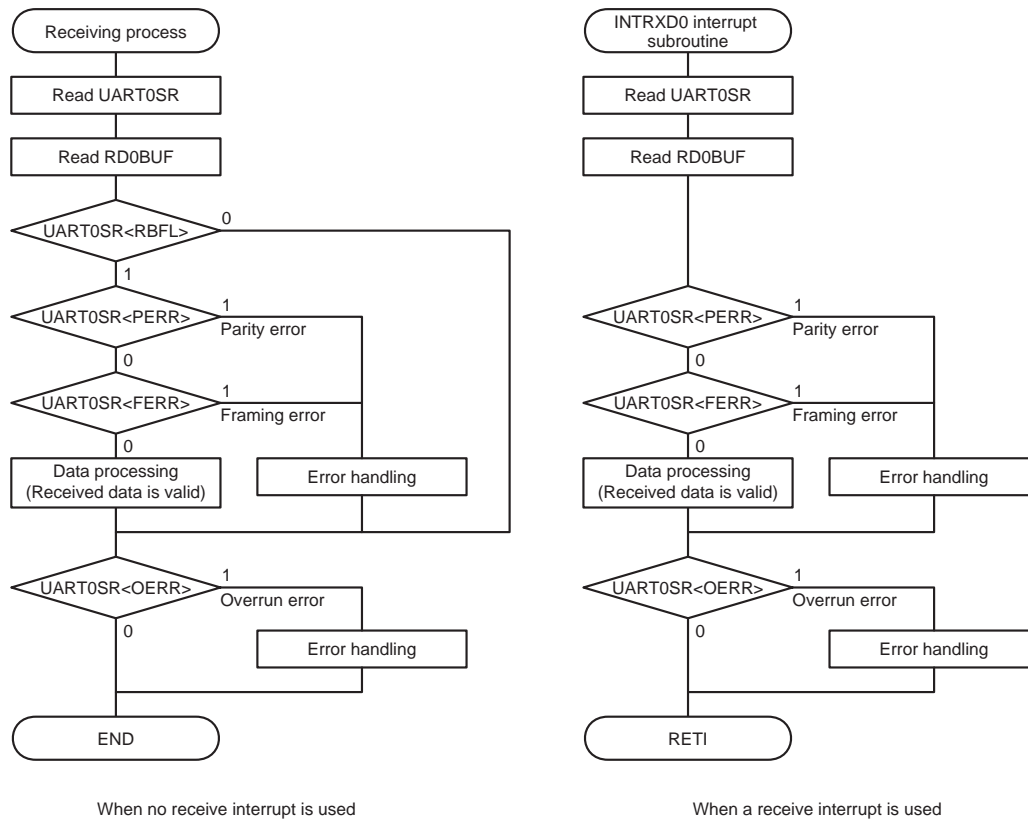 Receiving process
Read UART0SR
Read RD0BUF
UART0SR<RBFL>
0
1
UART0SR<PERR>
1
Parity error
0
UART0SR<FERR>
1
Framing error
0
Data processing
(Received data is valid)
Error handling
UART0SR<OERR>
1
Overrun error
0
Error handling
END
When no receive interrupt is used
INTRXD0 interrupt
subroutine
Read UART0SR
Read RD0BUF
UART0SR<PERR>
1
Parity error
0
UART0SR<FERR>
1
Framing error
0
Data processing
(Received data is valid)
Error handling
UART0SR<OERR>
1
Overrun error
0
Error handling
RETI
When a receive interrupt is used